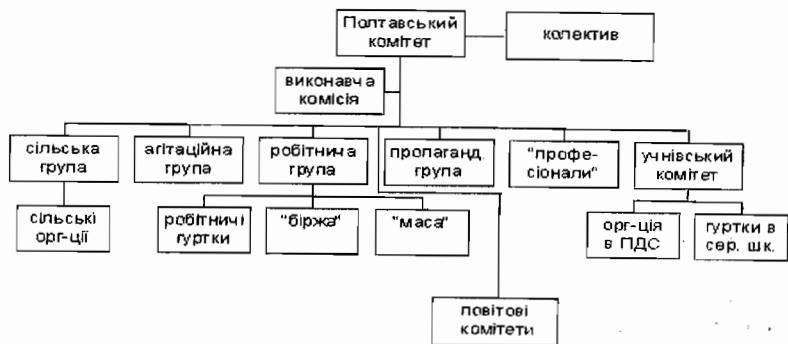 Полтавський
комітет
колектив
виконавча
комісія
сільська
група
агітаційна
група
робітнича
група
пропаганд.
група
"профе-
сіонали"
учнівський
комітет
сільські
орг-ції
робітничі
гуртки
"біржа"
"маса"
орг-ція
в ПДС
гуртки в
сер. шк.
повітові
комітети